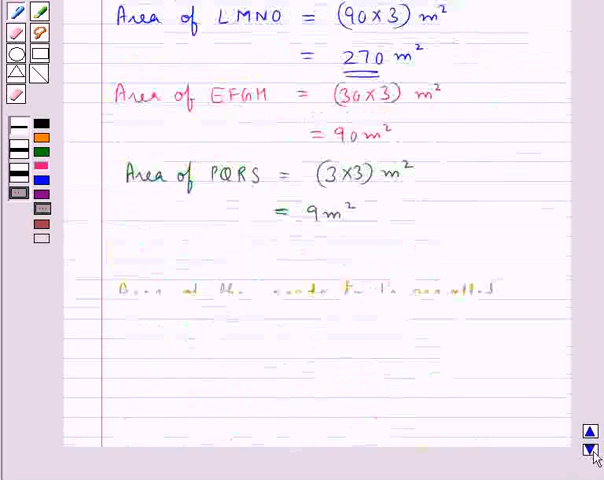 Area of LMNO = (90 x 3) m²
= 270 m²
Area of EFGH = (30 x 3) m²
= 90 m²
Area of PQRS = (3 x 3) m²
= 9 m²